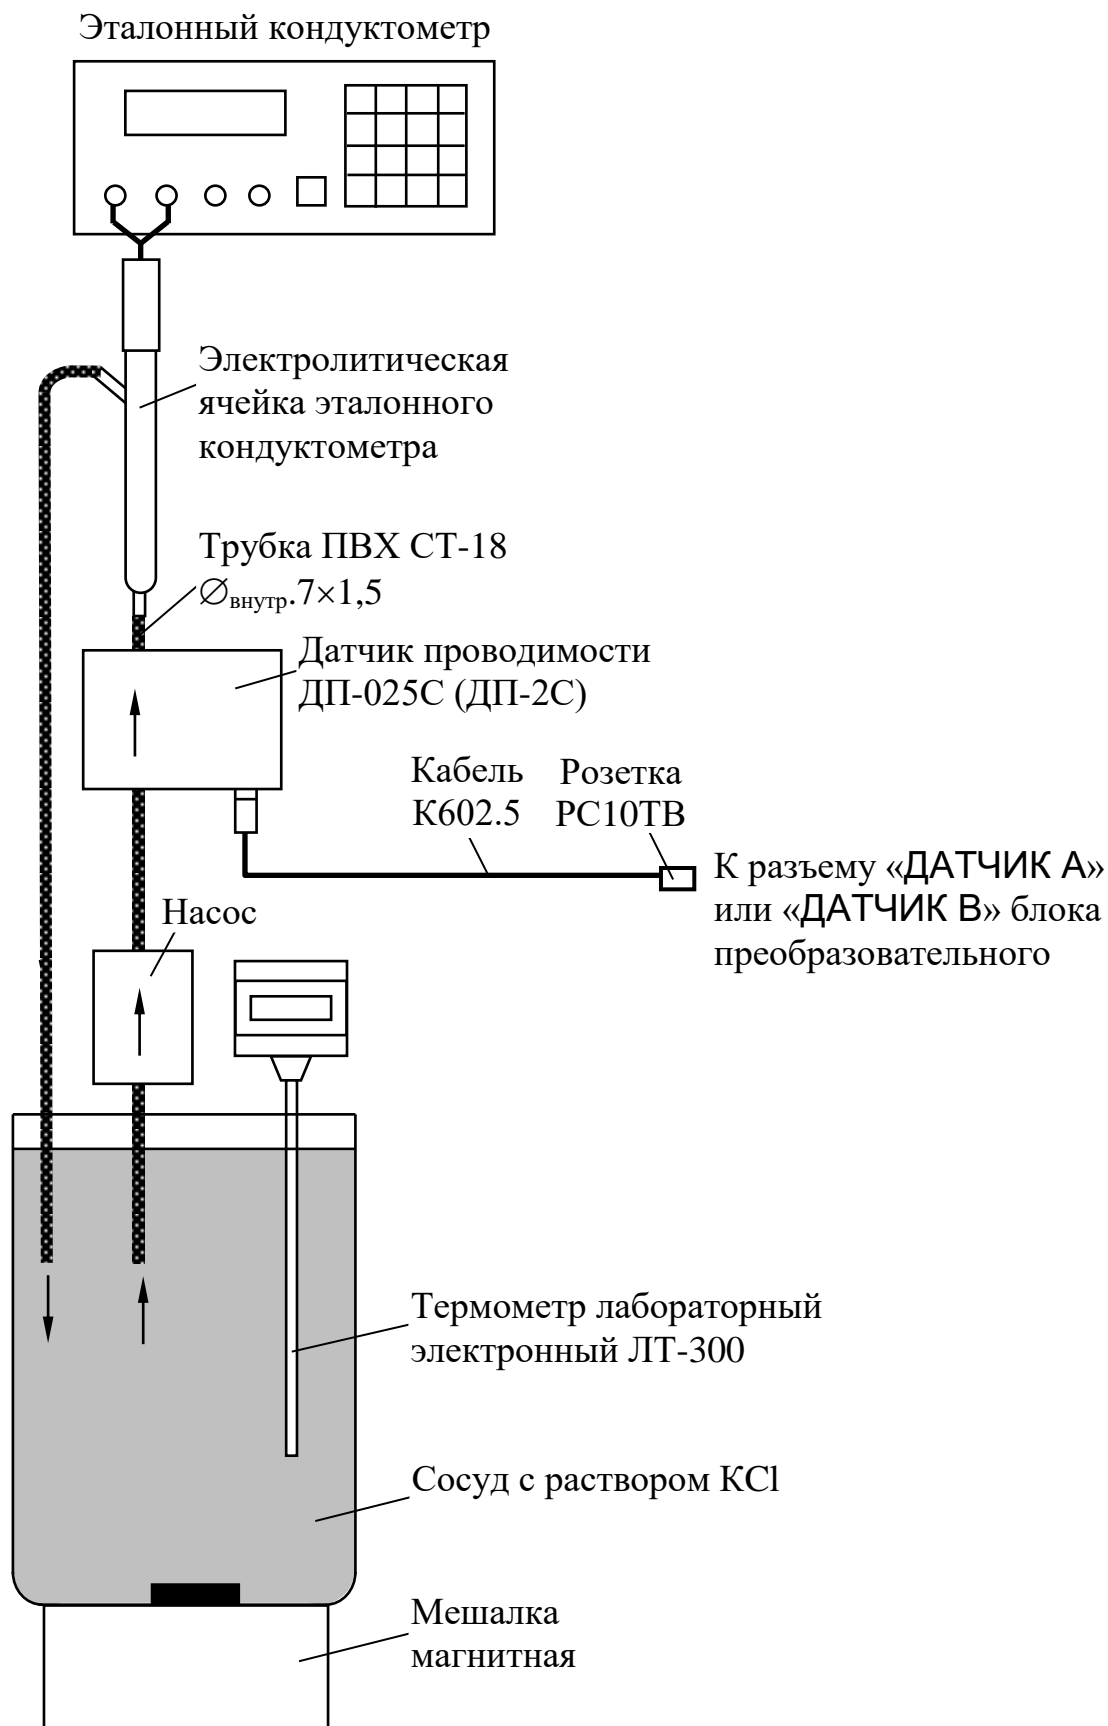 Эталонный кондуктометр
Электролитическая
ячейка эталонного
кондуктометра
Трубка ПВХ СТ-18
∅внутр.7×1,5
Датчик проводимости
ДП-025С (ДП-2С)
Кабель
К602.5
Розетка
РС10ТВ
К разъему «ДАТЧИК А»
или «ДАТЧИК В» блока
преобразовательного
Насос
Термометр лабораторный
электронный ЛТ-300
Сосуд с раствором KCl
Мешалка
магнитная